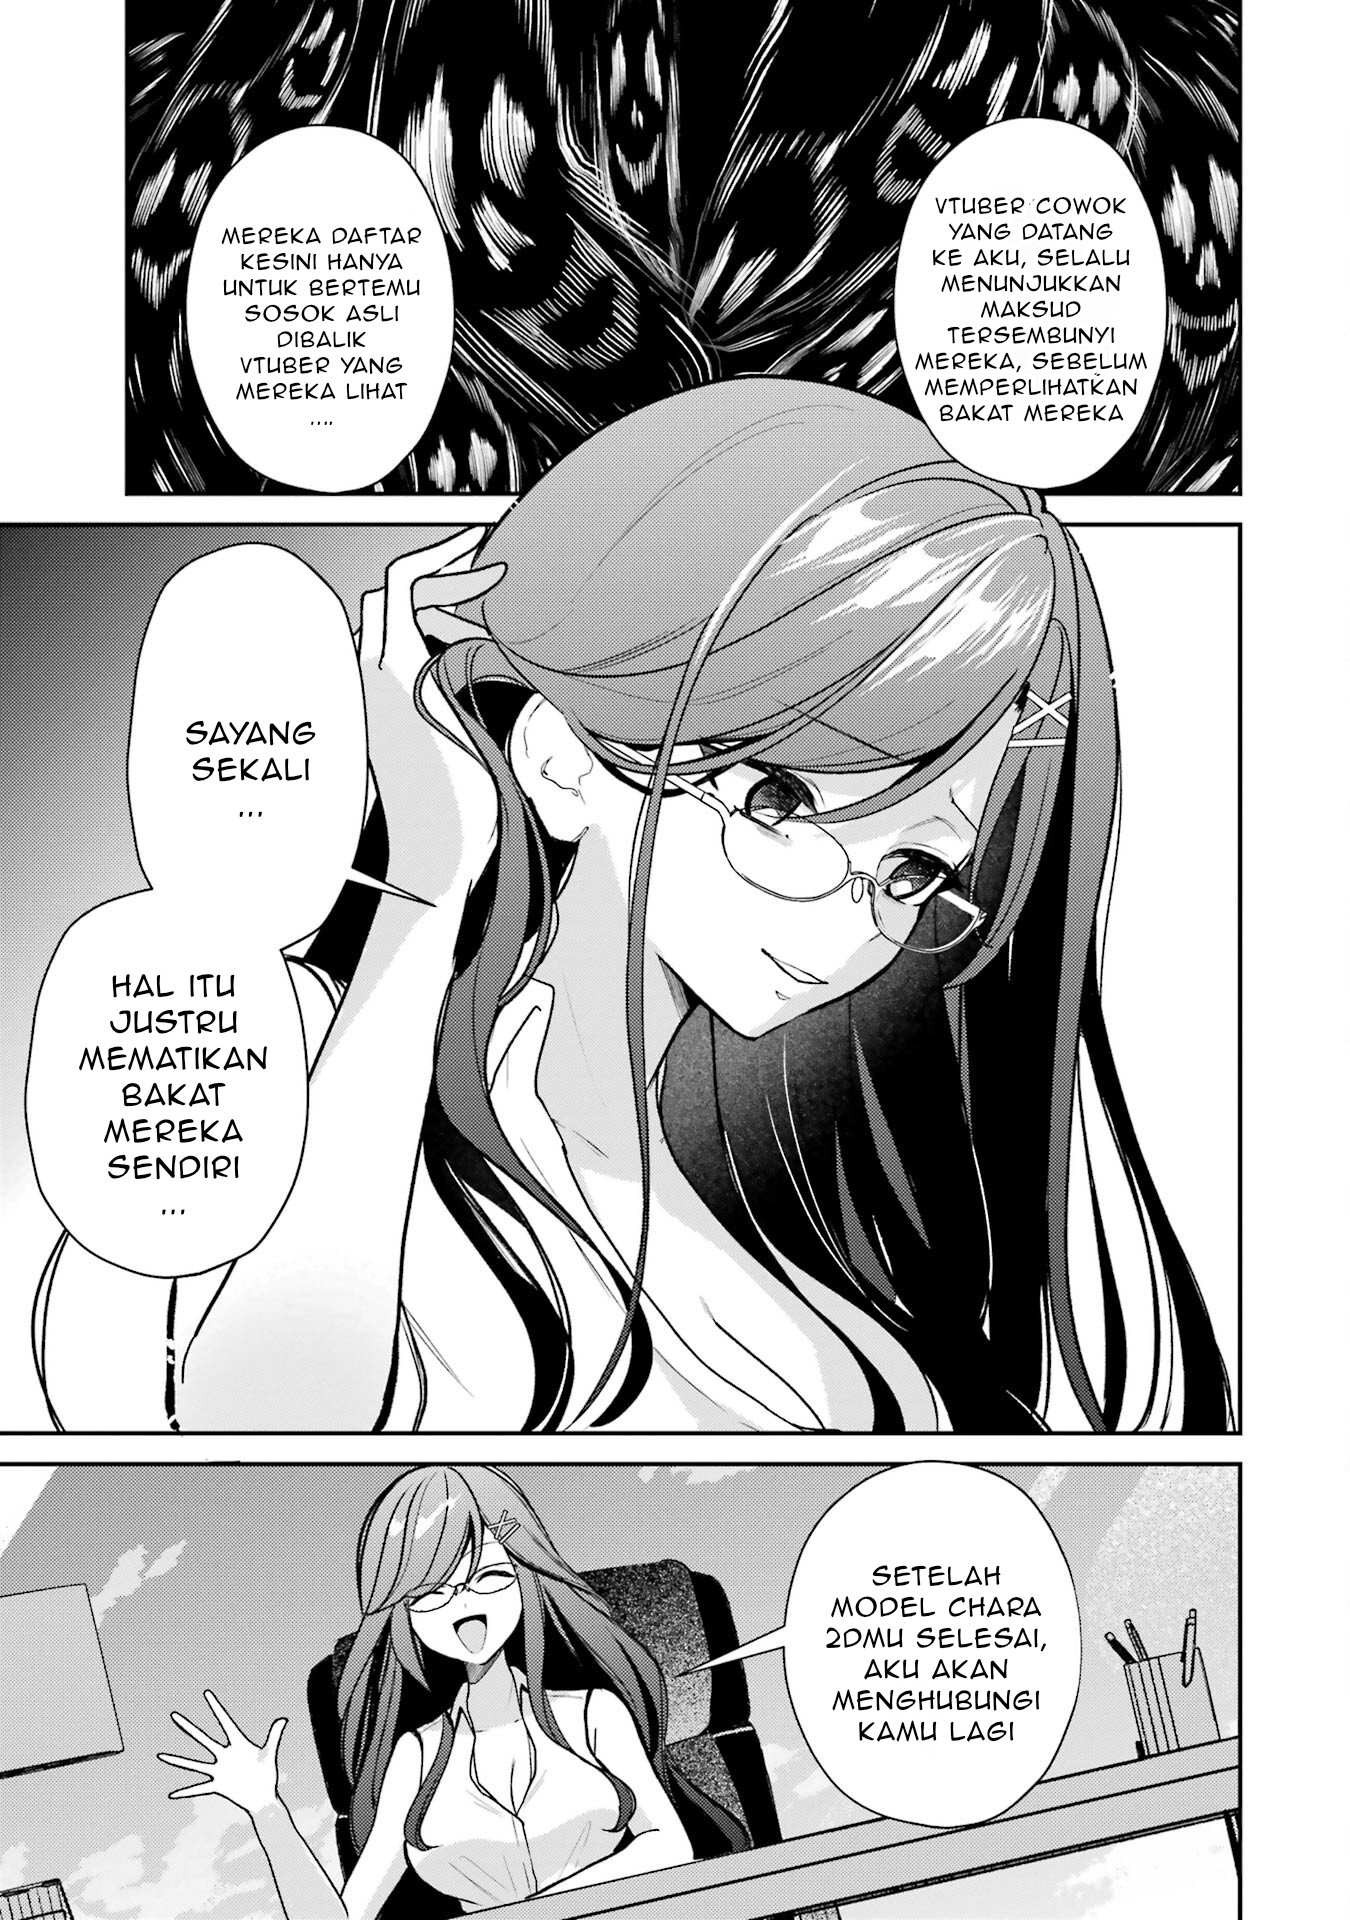 VTUBER COWOK
YANG DATANG
KE AKU, SELALU
MENUNJUKKAN
MAKSUD
TERSEMBUNYI
MEREKA, SEBELUM
MEMPERLIHATKAN
BAKAT MEREKA
MEREKA DAFTAR
KESINI HANYA
UNTUK BERTEMU
SOSOK ASLI
DIBALIK
VTUBER YANG
MEREKA LIHAT
....
SAYANG
SEKALI
...
HAL ITU
JUSTRU
MEMATIKAN
BAKAT
MEREKA
SENDIRI
...
SETELAH
MODEL CHARA
2DMU SELESAI,
AKU AKAN
MENGHUBUNGI
KAMU LAGI